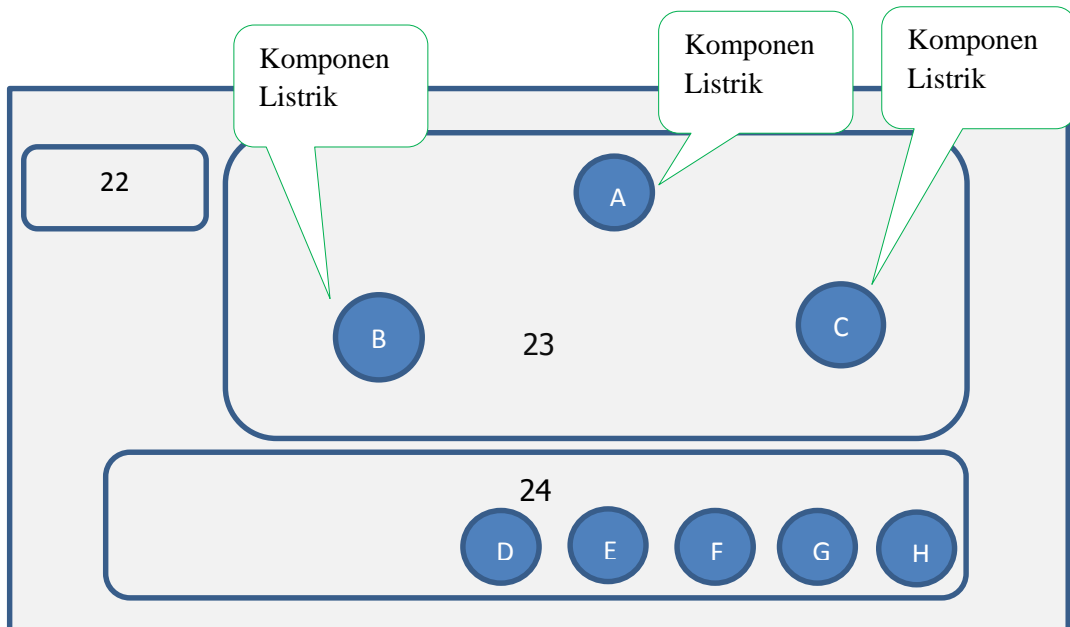 Komponen
Listrik
Komponen
Listrik
Komponen
Listrik
22
A
B
23
C
24
D
E
F
G
H